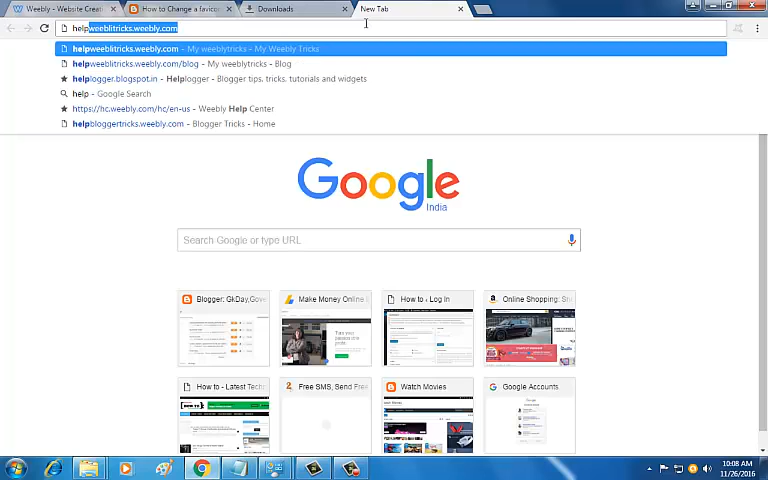 Weebly - Website Creat
How to Change a favico
Downloads
New Tab
helpweeblitricks.weebly.com
helpweeblitricks.weebly.com - My weeblytricks - My Weebly Tricks
helpweeblitricks.weebly.com/blog - My weeblytricks - Blog
helplogger.blogspot.in - Helplogger - Blogger tips, tricks, tutorials and widgets
help - Google Search
https://hc.weebly.com/hc/en-us - Weebly Help Center
helpbloggertricks.weebly.com - Blogger Tricks - Home
Google
India
Search Google or type URL
Blogger: GkDay,Gove
Make Money Online
How to ‹ Log In
Online Shopping: Sh
How to - Latest Tech
Free SMS, Send Free
Watch Movies
Google Accounts
10:08 AM
11/26/2016